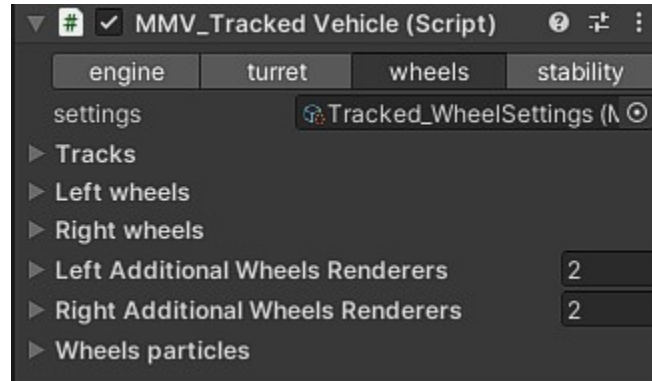 # MMV_Tracked Vehicle (Script)
engine turret wheels stability
settings Tracked_WheelSettings (M
Tracks
Left wheels
Right wheels
Left Additional Wheels Renderers 2
Right Additional Wheels Renderers 2
Wheels particles